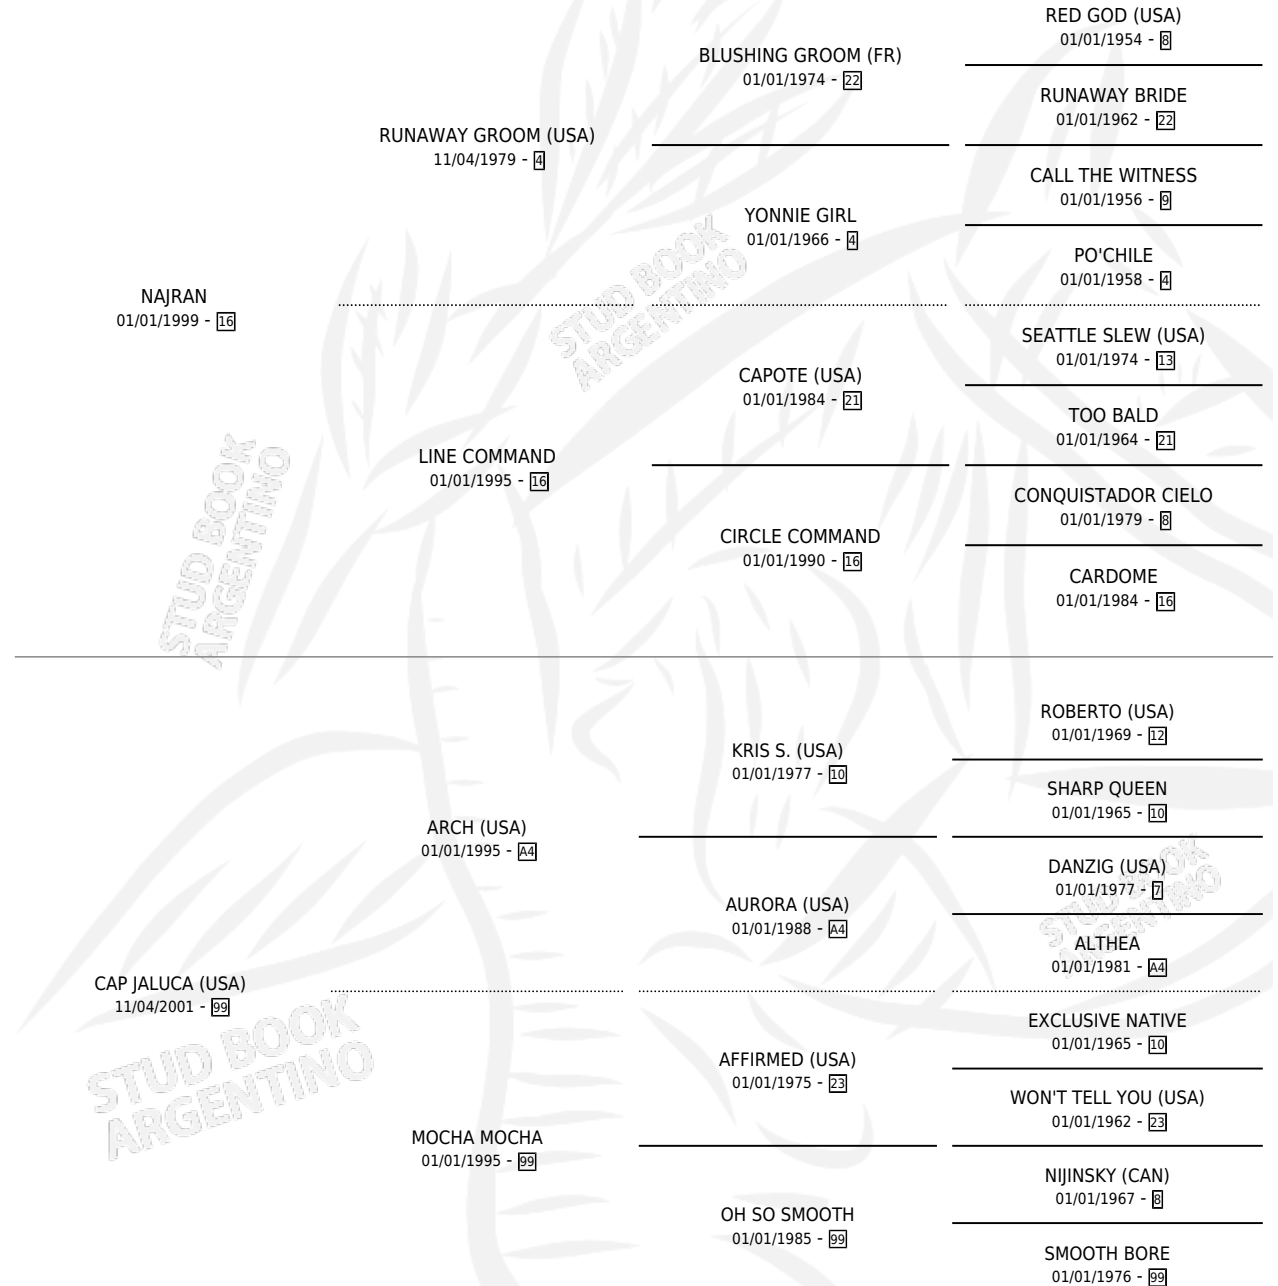 RED GOD (USA)
01/01/1954 - 8
BLUSHING GROOM (FR)
01/01/1974 - 22
RUNAWAY BRIDE
01/01/1962 - 22
RUNAWAY GROOM (USA)
11/04/1979 - 4
CALL THE WITNESS
01/01/1956 - 9
YONNIE GIRL
01/01/1966 - 4
PO'CHILE
01/01/1958 - 4
NAJRAN
01/01/1999 - 16
SEATTLE SLEW (USA)
01/01/1974 - 13
CAPOTE (USA)
01/01/1984 - 21
TOO BALD
01/01/1964 - 21
LINE COMMAND
01/01/1995 - 16
CONQUISTADOR CIELO
01/01/1979 - 8
CIRCLE COMMAND
01/01/1990 - 16
CARDOME
01/01/1984 - 16
ROBERTO (USA)
01/01/1969 - 12
KRIS S. (USA)
01/01/1977 - 10
SHARP QUEEN
01/01/1965 - 10
ARCH (USA)
01/01/1995 - A4
DANZIG (USA)
01/01/1977 - 7
AURORA (USA)
01/01/1988 - A4
ALTHEA
01/01/1981 - A4
CAP JALUCA (USA)
11/04/2001 - 99
EXCLUSIVE NATIVE
01/01/1965 - 10
AFFIRMED (USA)
01/01/1975 - 23
WON'T TELL YOU (USA)
01/01/1962 - 23
MOCHA MOCHA
01/01/1995 - 99
NIJINSKY (CAN)
01/01/1967 - 8
OH SO SMOOTH
01/01/1985 - 99
SMOOTH BORE
01/01/1976 - 99
STUD BOOK
ARGENTINO
STUD BOOK
ARGENTINO
STUD BOOK
ARGENTINO
STUD BOOK
ARGENTINO